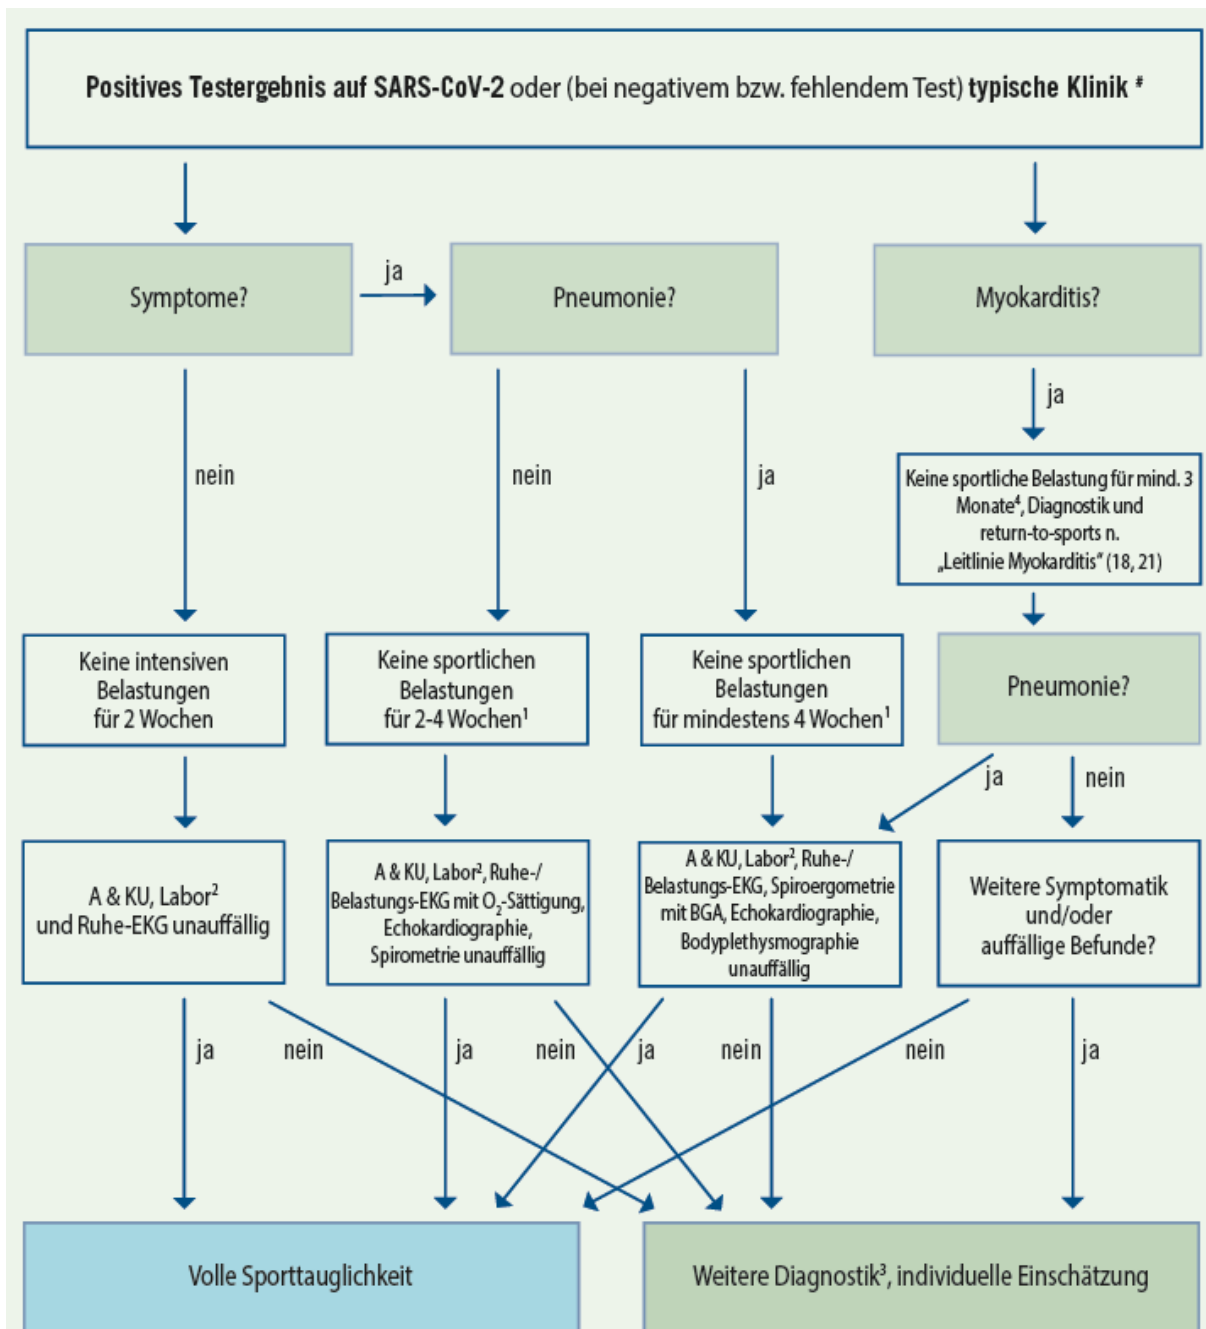 Positives Testergebnis auf SARS-CoV-2 oder (bei negativem bzw. fehlendem Test) typische Klinik #
Symptome?
ja
Pneumonie?
Myokarditis?
ja
nein
nein
ja
Keine sportliche Belastung für mind. 3
Monate⁴, Diagnostik und
return-to-sports n.
„Leitlinie Myokarditis“ (18, 21)
Keine intensiven
Belastungen
für 2 Wochen
Keine sportlichen
Belastungen
für 2-4 Wochen¹
Keine sportlichen
Belastungen
für mindestens 4 Wochen¹
Pneumonie?
ja
nein
A & KU, Labor²
und Ruhe-EKG unauffällig
A & KU, Labor², Ruhe-/
Belastungs-EKG mit O₂-Sättigung,
Echokardiographie,
Spirometrie unauffällig
A & KU, Labor², Ruhe-/
Belastungs-EKG, Spiroergometrie
mit BGA, Echokardiographie,
Bodyplethysmographie
unauffällig
Weitere Symptomatik
und/oder
auffällige Befunde?
ja
nein
ja
nein
ja
nein
nein
ja
Volle Sporttauglichkeit
Weitere Diagnostik³, individuelle Einschätzung